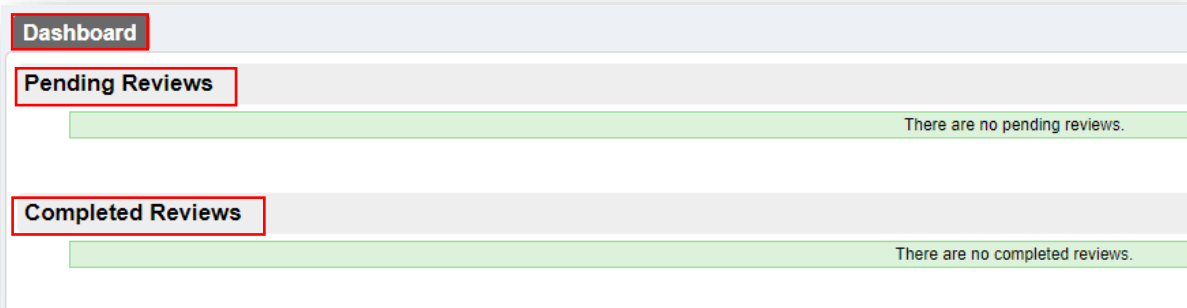 Dashboard
Pending Reviews
There are no pending reviews.
Completed Reviews
There are no completed reviews.